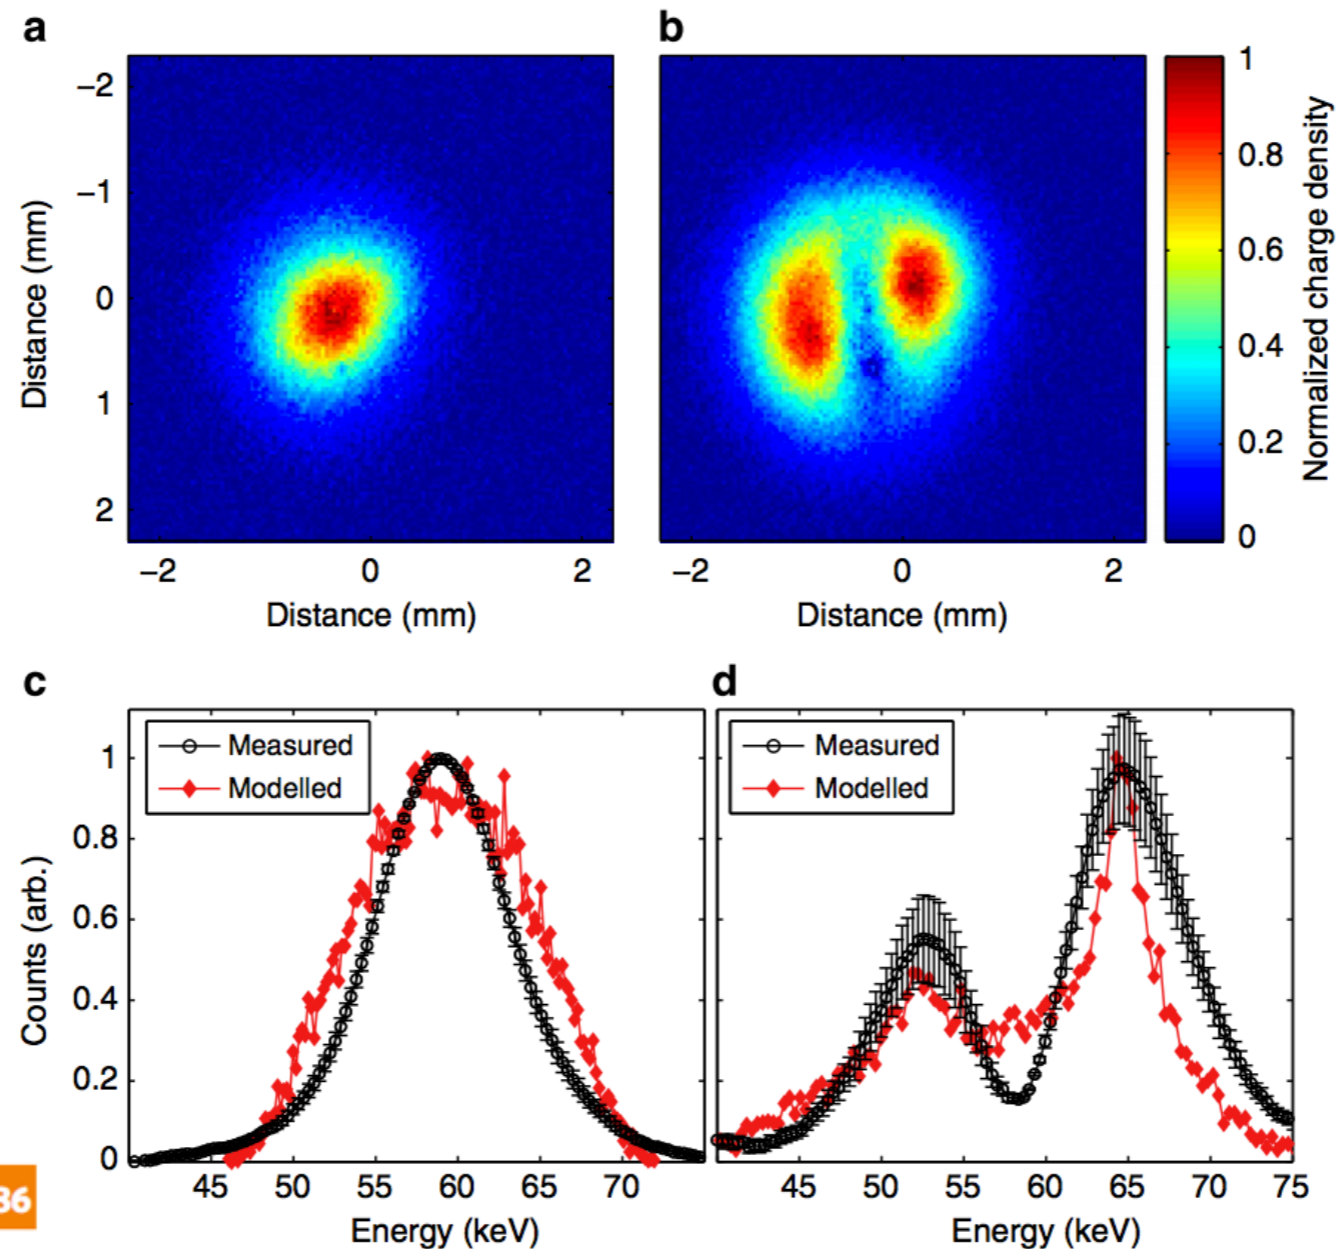 a
b
−2
−1
0
1
2
Distance (mm)
−2 0 2
Distance (mm)
−2 0 2
Distance (mm)
1
0.8
0.6
0.4
0.2
0
Normalized charge density
c
d
Measured
Modelled
Measured
Modelled
1
0.8
0.6
0.4
0.2
0
Counts (arb.)
45 50 55 60 65 70
Energy (keV)
45 50 55 60 65 70 75
Energy (keV)
36